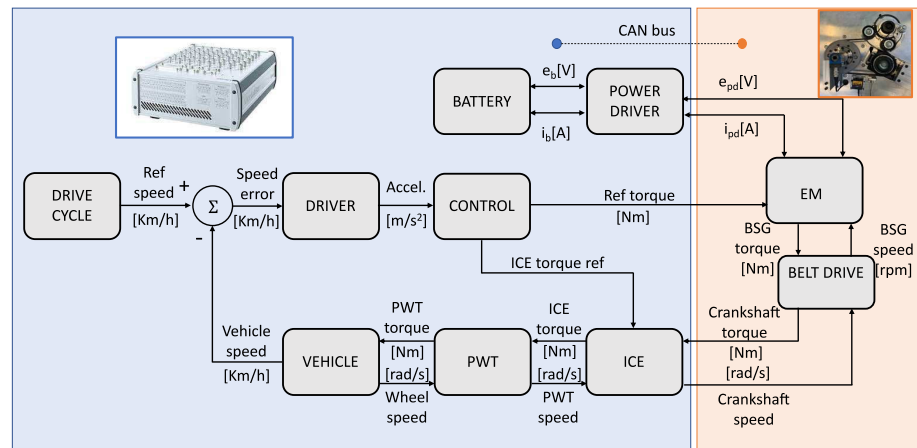 CAN bus
e_b[V]
BATTERY
POWER
DRIVER
i_b[A]
e_pd[V]
i_pd[A]
DRIVE
CYCLE
Ref
speed
[Km/h]
+
Σ
-
Speed
error
[Km/h]
DRIVER
Accel.
[m/s²]
CONTROL
Ref torque
[Nm]
EM
BSG
torque
[Nm]
BSG
speed
[rpm]
BELT DRIVE
ICE torque ref
Vehicle
speed
[Km/h]
VEHICLE
PWT
torque
[Nm]
[rad/s]
Wheel
speed
PWT
ICE
torque
[Nm]
[rad/s]
PWT
speed
ICE
Crankshaft
torque
[Nm]
[rad/s]
Crankshaft
speed